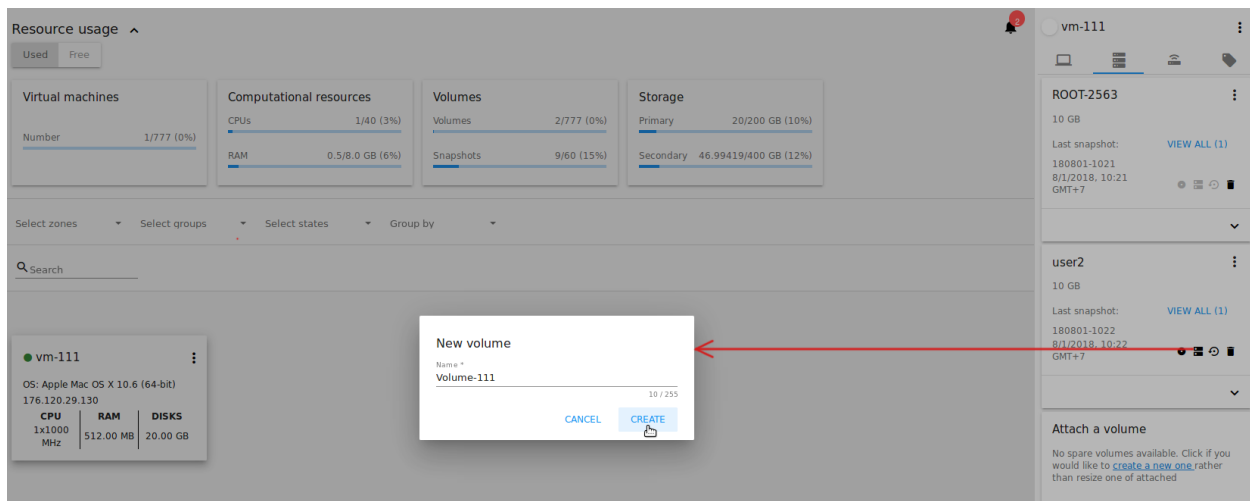 Resource usage
2
Used Free
Virtual machines
Number 1/777 (0%)
Computational resources
CPUs 1/40 (3%)
RAM 0.5/8.0 GB (6%)
Volumes
Volumes 2/777 (0%)
Snapshots 9/60 (15%)
Storage
Primary 20/200 GB (10%)
Secondary 46.99419/400 GB (12%)
Select zones Select groups Select states Group by
Search
vm-111
OS: Apple Mac OS X 10.6 (64-bit)
176.120.29.130
CPU RAM DISKS
1x1000 MHz 512.00 MB 20.00 GB
New volume
Name *
Volume-111
10 / 255
CANCEL CREATE
vm-111
ROOT-2563
10 GB
Last snapshot: VIEW ALL (1)
180801-1021
8/1/2018, 10:21
GMT+7
user2
10 GB
Last snapshot: VIEW ALL (1)
180801-1022
8/1/2018, 10:22
GMT+7
Attach a volume
No spare volumes available. Click if you
would like to create a new one rather
than resize one of attached